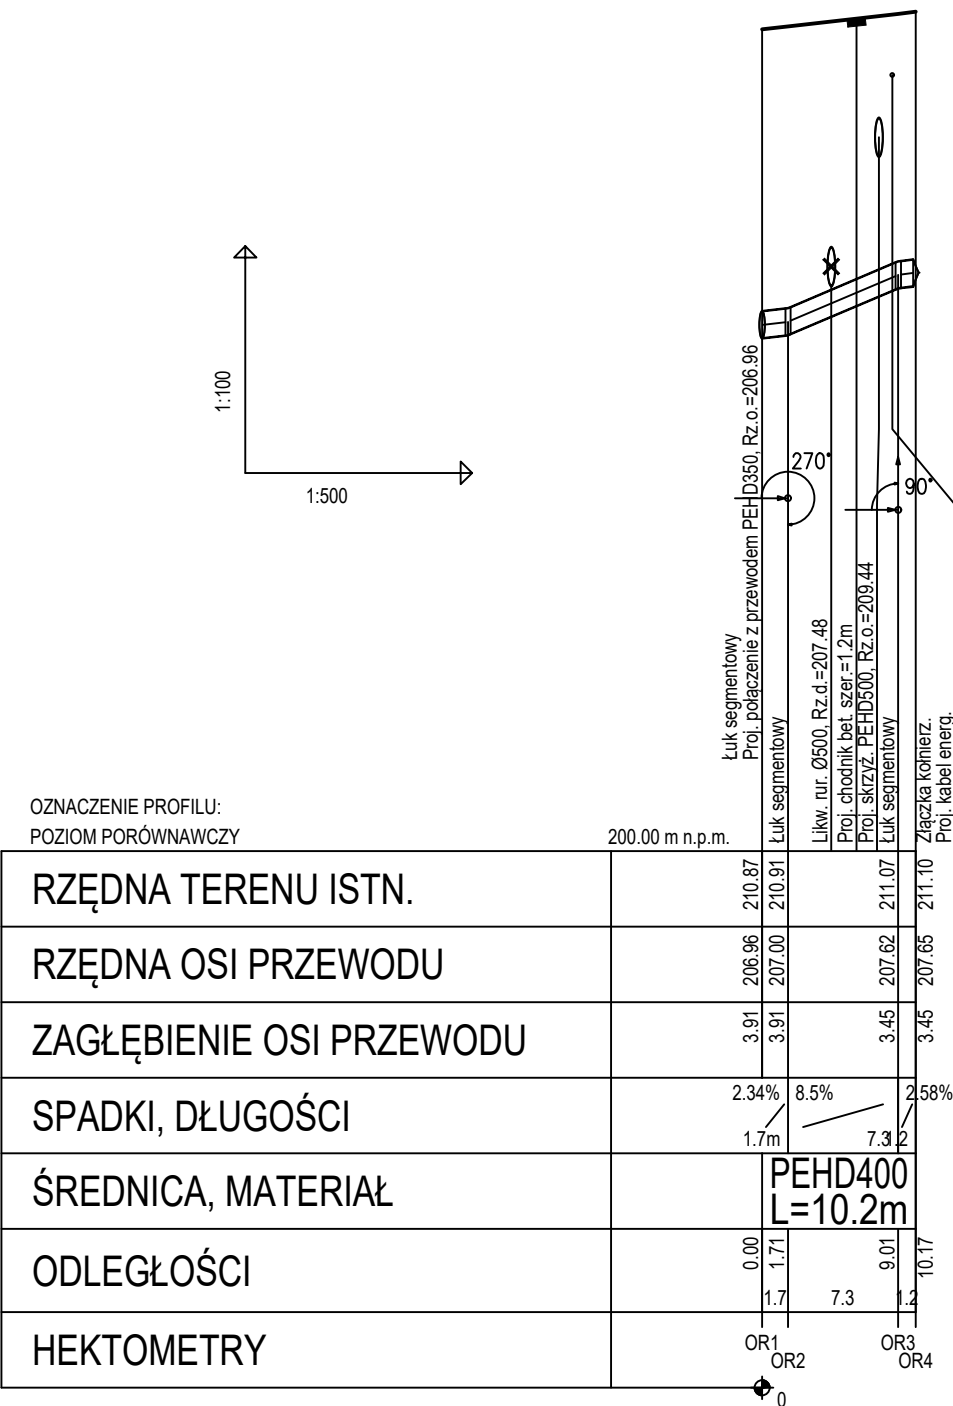 1:100
1:500
270°
90°
Łuk segmentowy
Proj. połączenie z przewodem PEHD350, Rz.o.=206.96
Łuk segmentowy
Likw. rur. Ø500, Rz.d.=207.48
Proj. chodnik bet. szer.=1.2m
Proj. skrzyż. PEHD500, Rz.o.=209.44
Łuk segmentowy
Złączka kołnierz.
Proj. kabel energ.
OZNACZENIE PROFILU:
POZIOM PORÓWNAWCZY 200.00 m n.p.m.
RZĘDNA TERENU ISTN. 210.87 210.91 211.07 211.10
RZĘDNA OSI PRZEWODU 206.96 207.00 207.62 207.65
ZAGŁĘBIENIE OSI PRZEWODU 3.91 3.91 3.45 3.45
SPADKI, DŁUGOŚCI 2.34% 8.5% 2.58%
1.7m 7.3 1.2
ŚREDNICA, MATERIAŁ PEHD400
L=10.2m
ODLEGŁOŚCI 0.00 1.71 9.01 10.17
1.7 7.3 1.2
HEKTOMETRY OR1 OR2 OR3 OR4
0